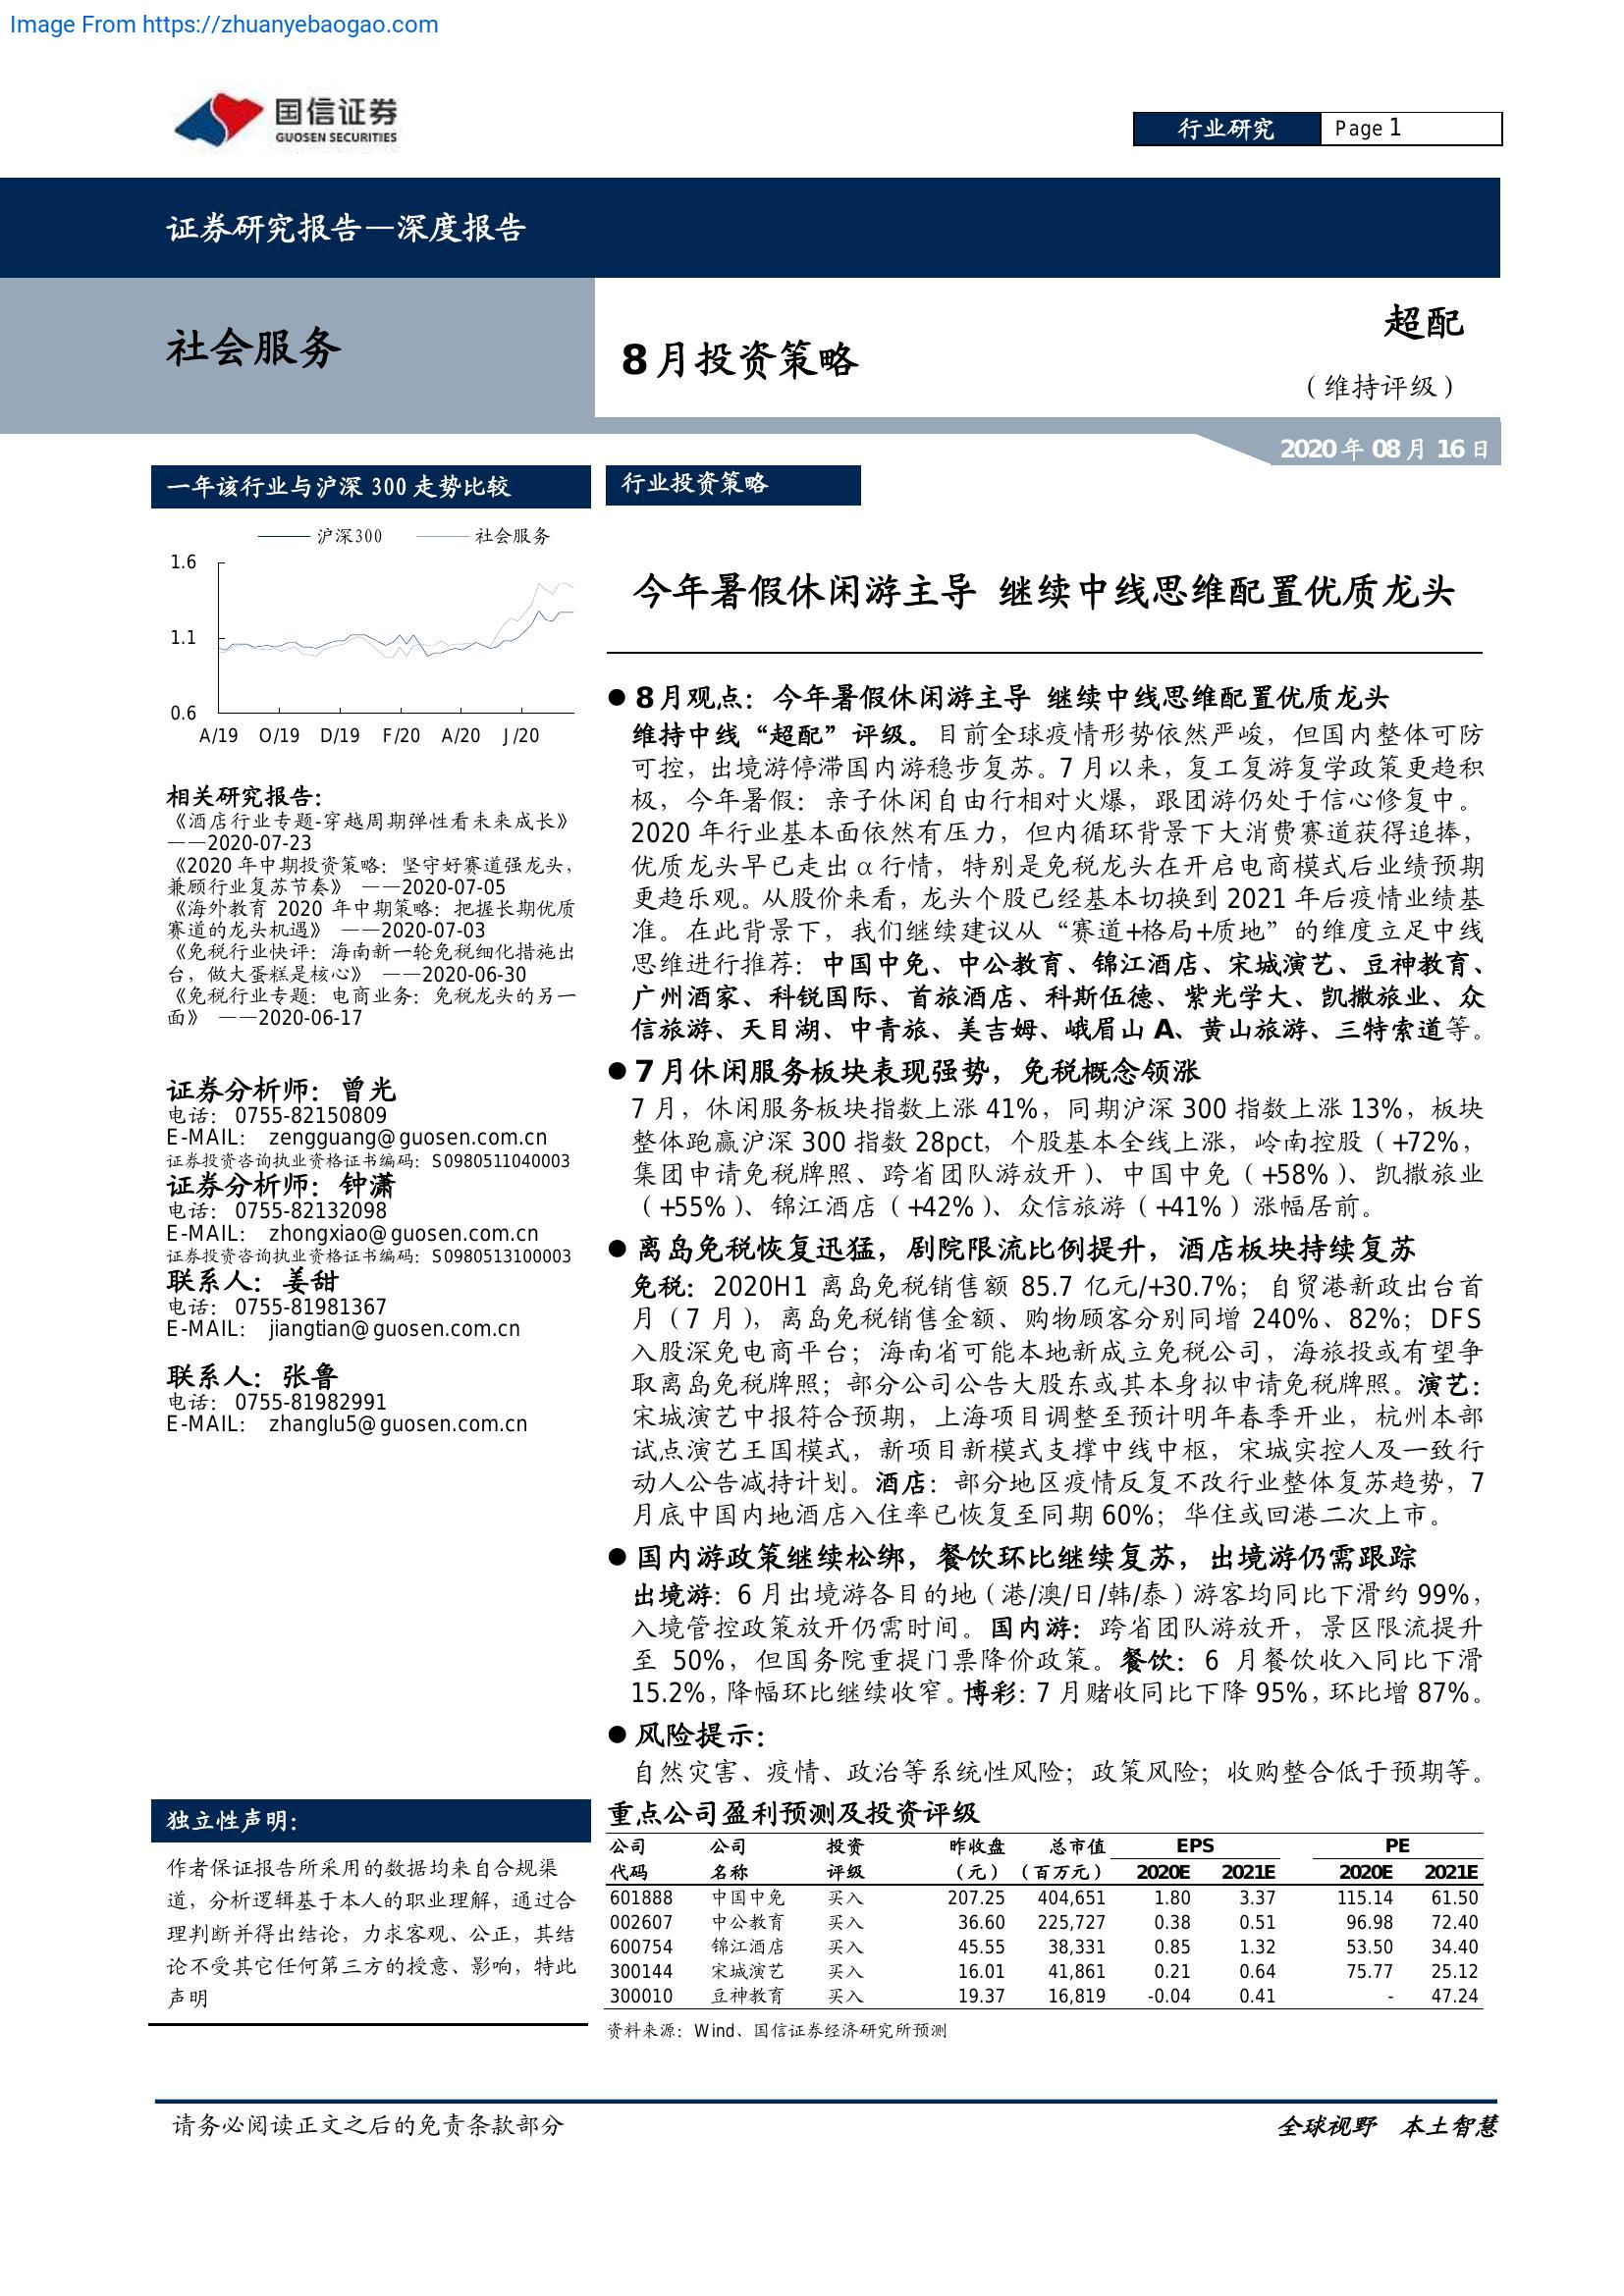 Image From https://zhuanyebaogao.com
国信证券
GUOSEN SECURITIES
行业研究
Page 1
证券研究报告—深度报告
社会服务
8月投资策略
超配
（维持评级）
2020年08月16日
一年该行业与沪深300走势比较
沪深300 社会服务
1.6
1.1
0.6
A/19 O/19 D/19 F/20 A/20 J/20
相关研究报告：
《酒店行业专题-穿越周期弹性看未来成长》
——2020-07-23
《2020年中期投资策略：坚守好赛道强龙头，
兼顾行业复苏节奏》 ——2020-07-05
《海外教育 2020 年中期策略：把握长期优质
赛道的龙头机遇》 ——2020-07-03
《免税行业快评：海南新一轮免税细化措施出
台，做大蛋糕是核心》 ——2020-06-30
《免税行业专题：电商业务：免税龙头的另一
面》 ——2020-06-17
证券分析师：曾光
电话： 0755-82150809
E-MAIL： zengguang@guosen.com.cn
证券投资咨询执业资格证书编码：S0980511040003
证券分析师：钟潇
电话： 0755-82132098
E-MAIL： zhongxiao@guosen.com.cn
证券投资咨询执业资格证书编码：S0980513100003
联系人：姜甜
电话： 0755-81981367
E-MAIL： jiangtian@guosen.com.cn
联系人：张鲁
电话： 0755-81982991
E-MAIL： zhanglu5@guosen.com.cn
独立性声明：
作者保证报告所采用的数据均来自合规渠
道，分析逻辑基于本人的职业理解，通过合
理判断并得出结论，力求客观、公正，其结
论不受其它任何第三方的授意、影响，特此
声明
行业投资策略
今年暑假休闲游主导 继续中线思维配置优质龙头
● 8月观点：今年暑假休闲游主导 继续中线思维配置优质龙头
维持中线“超配”评级。目前全球疫情形势依然严峻，但国内整体可防
可控，出境游停滞国内游稳步复苏。7月以来，复工复游复学政策更趋积
极，今年暑假：亲子休闲自由行相对火爆，跟团游仍处于信心修复中。
2020年行业基本面依然有压力，但内循环背景下大消费赛道获得追捧，
优质龙头早已走出α行情，特别是免税龙头在开启电商模式后业绩预期
更趋乐观。从股价来看，龙头个股已经基本切换到2021年后疫情业绩基
准。在此背景下，我们继续建议从“赛道+格局+质地”的维度立足中线
思维进行推荐：中国中免、中公教育、锦江酒店、宋城演艺、豆神教育、
广州酒家、科锐国际、首旅酒店、科斯伍德、紫光学大、凯撒旅业、众
信旅游、天目湖、中青旅、美吉姆、峨眉山A、黄山旅游、三特索道等。
● 7月休闲服务板块表现强势，免税概念领涨
7月，休闲服务板块指数上涨41%，同期沪深300指数上涨13%，板块
整体跑赢沪深300指数28pct，个股基本全线上涨，岭南控股（+72%，
集团申请免税牌照、跨省团队游放开）、中国中免（+58%）、凯撒旅业
（+55%）、锦江酒店（+42%）、众信旅游（+41%）涨幅居前。
● 离岛免税恢复迅猛，剧院限流比例提升，酒店板块持续复苏
免税：2020H1 离岛免税销售额 85.7 亿元/+30.7%；自贸港新政出台首
月（7月），离岛免税销售金额、购物顾客分别同增 240%、82%；DFS
入股深免电商平台；海南省可能本地新成立免税公司，海旅投或有望争
取离岛免税牌照；部分公司公告大股东或其本身拟申请免税牌照。演艺：
宋城演艺中报符合预期，上海项目调整至预计明年春季开业，杭州本部
试点演艺王国模式，新项目新模式支撑中线中枢，宋城实控人及一致行
动人公告减持计划。酒店：部分地区疫情反复不改行业整体复苏趋势，7
月底中国内地酒店入住率已恢复至同期60%；华住或回港二次上市。
● 国内游政策继续松绑，餐饮环比继续复苏，出境游仍需跟踪
出境游：6月出境游各目的地（港/澳/日/韩/泰）游客均同比下滑约99%，
入境管控政策放开仍需时间。国内游：跨省团队游放开，景区限流提升
至 50%，但国务院重提门票降价政策。餐饮：6 月餐饮收入同比下滑
15.2%，降幅环比继续收窄。博彩：7月赌收同比下降95%，环比增87%。
● 风险提示：
自然灾害、疫情、政治等系统性风险；政策风险；收购整合低于预期等。
重点公司盈利预测及投资评级
公司 公司 投资 昨收盘 总市值 EPS PE
代码 名称 评级 （元） （百万元） 2020E 2021E 2020E 2021E
601888 中国中免 买入 207.25 404,651 1.80 3.37 115.14 61.50
002607 中公教育 买入 36.60 225,727 0.38 0.51 96.98 72.40
600754 锦江酒店 买入 45.55 38,331 0.85 1.32 53.50 34.40
300144 宋城演艺 买入 16.01 41,861 0.21 0.64 75.77 25.12
300010 豆神教育 买入 19.37 16,819 -0.04 0.41 - 47.24
资料来源：Wind、国信证券经济研究所预测
请务必阅读正文之后的免责条款部分
全球视野 本土智慧